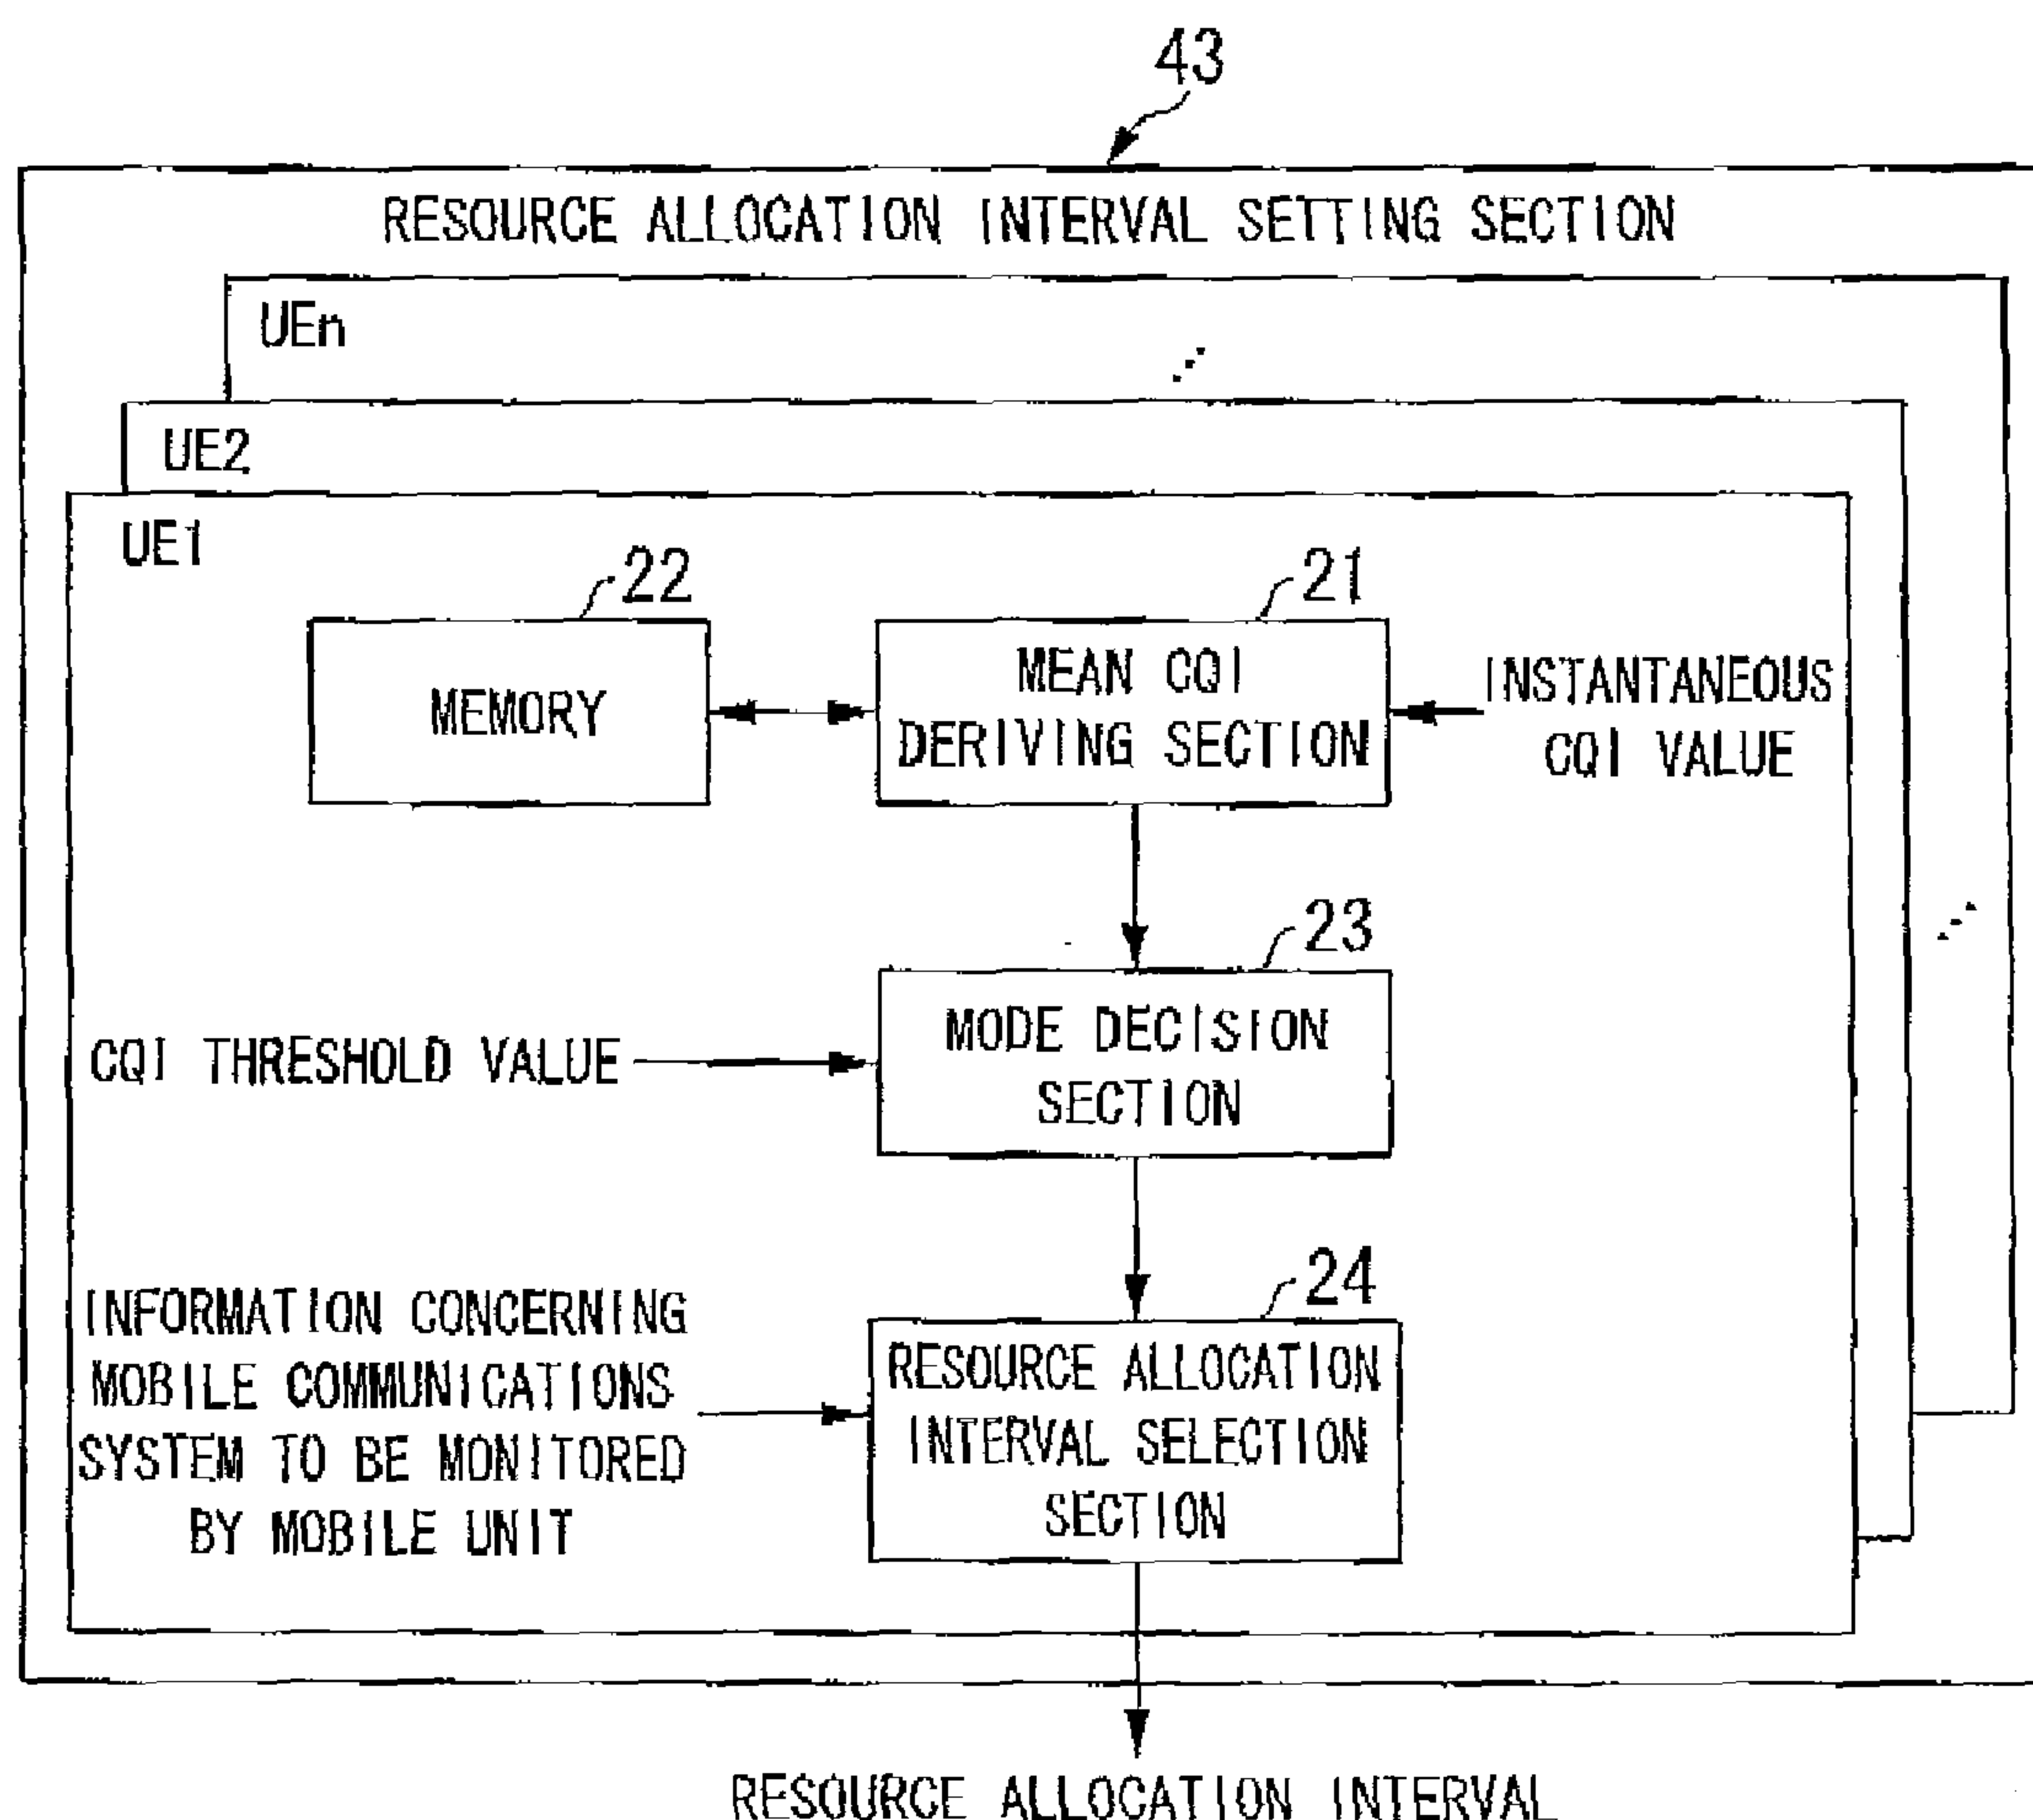 43
RESOURCE ALLOCATION INTERVAL SETTING SECTION
UEn
UE2
UE1
22
21
MEMORY
MEAN CQI
DERIVING SECTION
INSTANTANEOUS
CQI VALUE
23
CQI THRESHOLD VALUE
MODE DECISION
SECTION
24
INFORMATION CONCERNING
MOBILE COMMUNICATIONS
SYSTEM TO BE MONITORED
BY MOBILE UNIT
RESOURCE ALLOCATION
INTERVAL SELECTION
SECTION
RESOURCE ALLOCATION INTERVAL